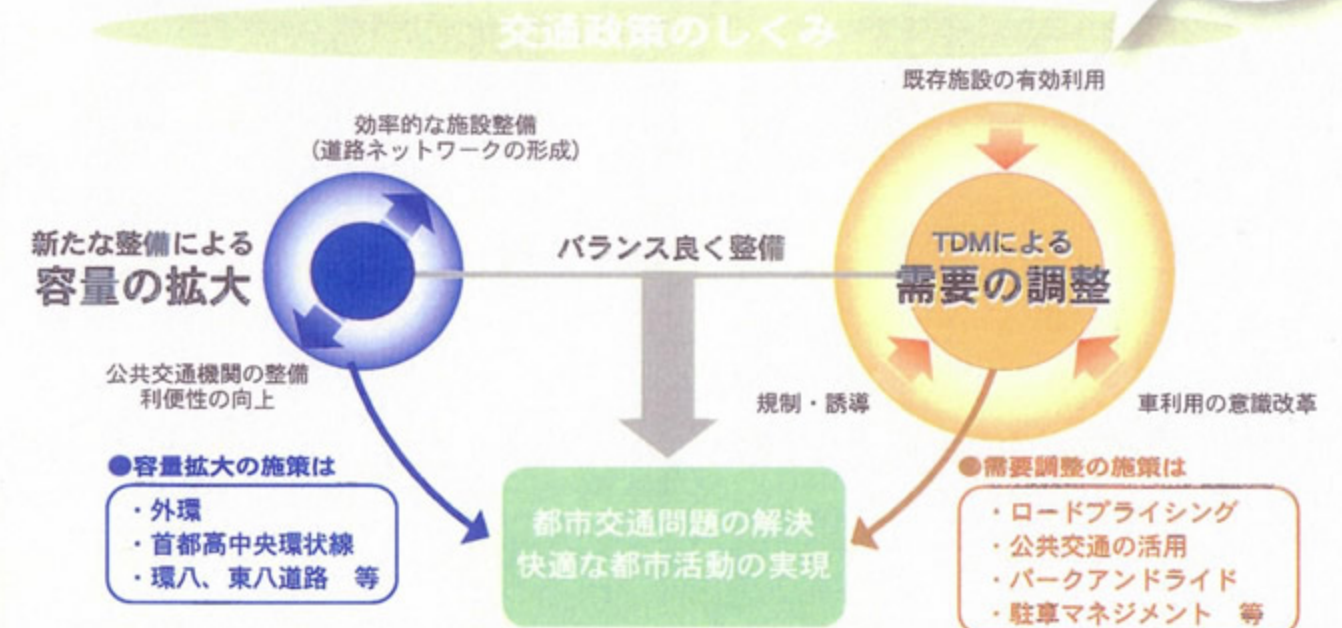 交通政策のしくみ
既存施設の有効利用
効率的な施設整備
(道路ネットワークの形成)
新たな整備による
容量の拡大
バランス良く整備
TDMによる
需要の調整
公共交通機関の整備
利便性の向上
規制・誘導
車利用の意識改革
●容量拡大の施策は
・外環
・首都高中央環状線
・環八、東八道路 等
都市交通問題の解決
快適な都市活動の実現
●需要調整の施策は
・ロードプライシング
・公共交通の活用
・パークアンドライド
・駐車マネジメント 等